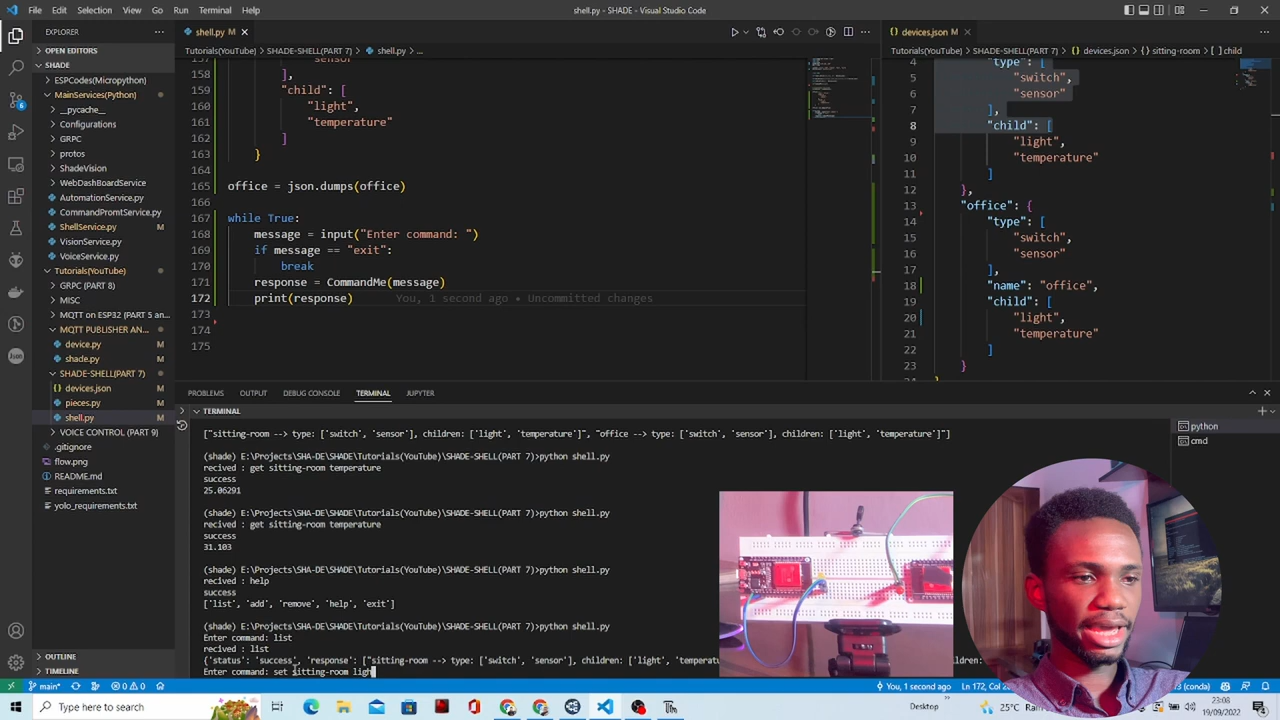 File Edit Selection View Go Run Terminal Help
shell.py - SHADE - Visual Studio Code
EXPLORER
OPEN EDITORS
SHADE
ESPCodes(Micropython)
MainServices(Python)
__pycache__
Configurations
GRPC
protos
ShadeVision
WebDashBoardService
AutomationService.py
CommandPromtService.py
ShellService.py
VisionService.py
VoiceService.py
Tutorials(YouTube)
GRPC (PART 8)
MISC
MQTT on ESP32 (PART 5 an
MQTT PUBLISHER AN...
device.py M
shade.py M
SHADE-SHELL(PART 7)
devices.json M
pieces.py M
shell.py M
VOICE CONTROL (PART 9)
.gitignore
flow.png
README.md
requirements.txt
yolo_requirements.txt
OUTLINE
TIMELINE
shell.py M
Tutorials(YouTube) > SHADE-SHELL(PART 7) > shell.py > ...
157 "sensor"
158 ],
159 "child": [
160 "light",
161 "temperature"
162 ]
163 }
164
165 office = json.dumps(office)
166
167 while True:
168 message = input("Enter command: ")
169 if message == "exit":
170 break
171 response = CommandMe(message)
172 print(response) You, 1 second ago • Uncommitted changes
173
174
175
devices.json M
Tutorials(YouTube) > SHADE-SHELL(PART 7) > devices.json > {} sitting-room > [ ] child
4 "type": [
5 "switch",
6 "sensor"
7 ],
8 "child": [
9 "light",
10 "temperature"
11 ]
12 },
13 "office": {
14 "type": [
15 "switch",
16 "sensor"
17 ],
18 "name": "office",
19 "child": [
20 "light",
21 "temperature"
22 ]
23 }
PROBLEMS OUTPUT DEBUG CONSOLE TERMINAL JUPYTER
TERMINAL
python
cmd
["sitting-room --> type: ['switch', 'sensor'], children: ['light', 'temperature']", "office --> type: ['switch', 'sensor'], children: ['light', 'temperature']"]
(shade) E:\Projects\SHA-DE\SHADE\Tutorials(YouTube)\SHADE-SHELL(PART 7)>python shell.py
recived : get sitting-room temperature
success
25.06291
(shade) E:\Projects\SHA-DE\SHADE\Tutorials(YouTube)\SHADE-SHELL(PART 7)>python shell.py
recived : get sitting-room temperature
success
31.103
(shade) E:\Projects\SHA-DE\SHADE\Tutorials(YouTube)\SHADE-SHELL(PART 7)>python shell.py
recived : help
success
['list', 'add', 'remove', 'help', 'exit']
(shade) E:\Projects\SHA-DE\SHADE\Tutorials(YouTube)\SHADE-SHELL(PART 7)>python shell.py
Enter command: list
recived : list
{'status': 'success', 'response': ["sitting-room --> type: ['switch', 'sensor'], children: ['light', 'temperatu
Enter command: set sitting-room ligh
main*
0 0 0
You, 1 second ago
Ln 172,
(conda)
Type here to search
Desktop
25°C
23:08
19/09/2022